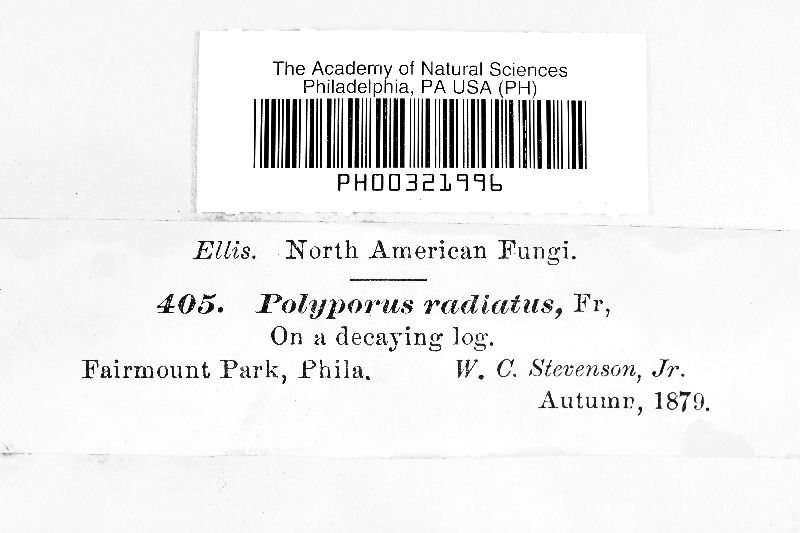 The Academy of Natural Sciences
Philadelphia, PA USA (PH)
PH00321996
Ellis. North American Fungi.
405. Polyporus radiatus, Fr,
On a decaying log.
Fairmount Park, Phila. W. C. Stevenson, Jr.
Autumn, 1879.